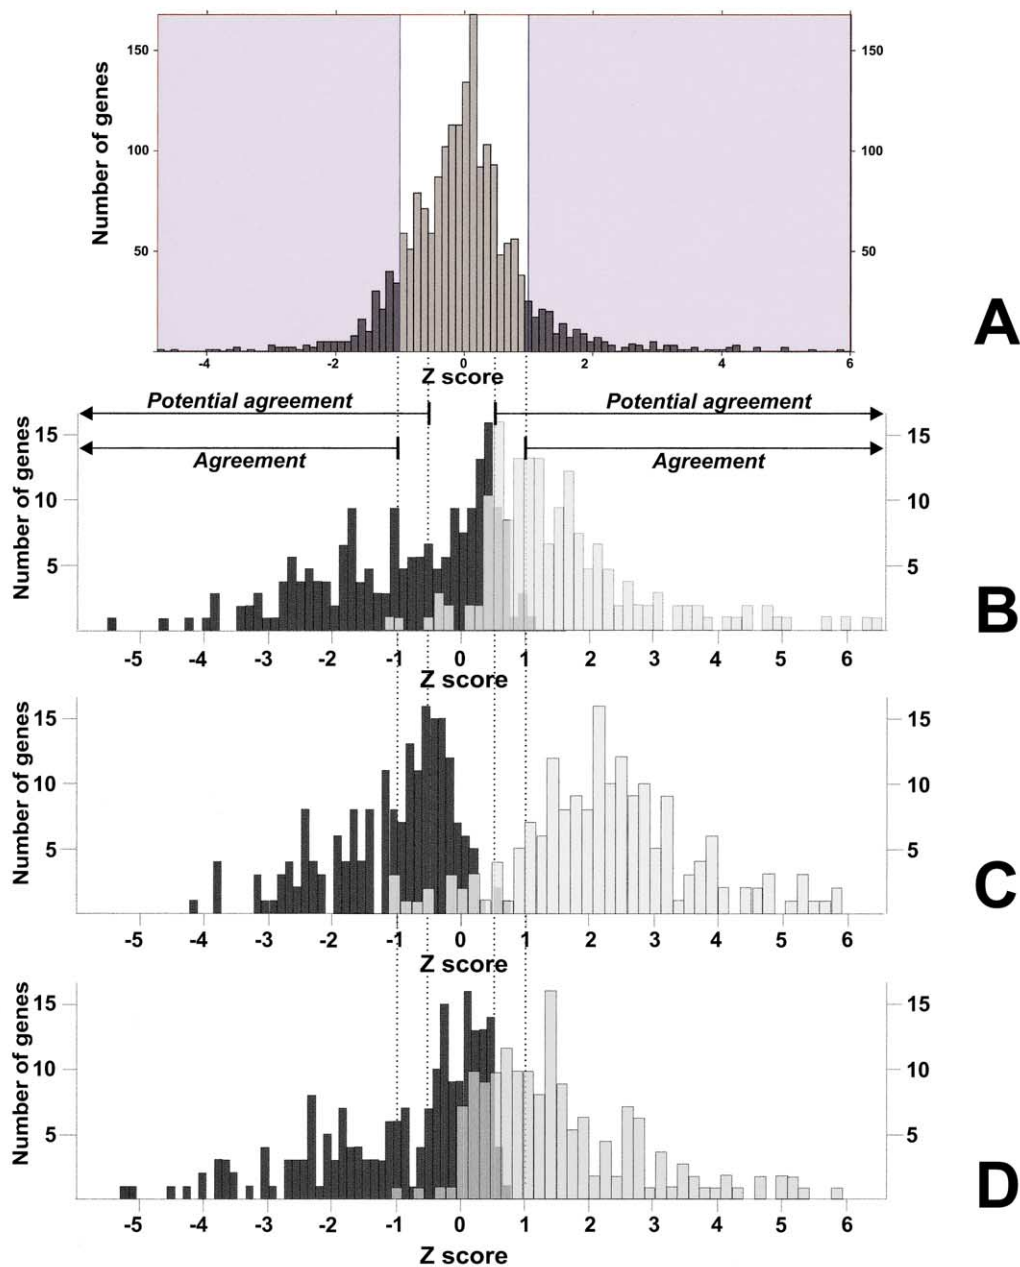 150
150
100
100
50
50
Number of genes
-4 -2 0 2 4 6
Z score
A
Potential agreement Potential agreement
Agreement Agreement
15 15
10 10
5 5
Number of genes
-5 -4 -3 -2 -1 0 1 2 3 4 5 6
Z score
B
15 15
10 10
5 5
Number of genes
-5 -4 -3 -2 -1 0 1 2 3 4 5 6
Z score
C
15 15
10 10
5 5
Number of genes
-5 -4 -3 -2 -1 0 1 2 3 4 5 6
Z score
D